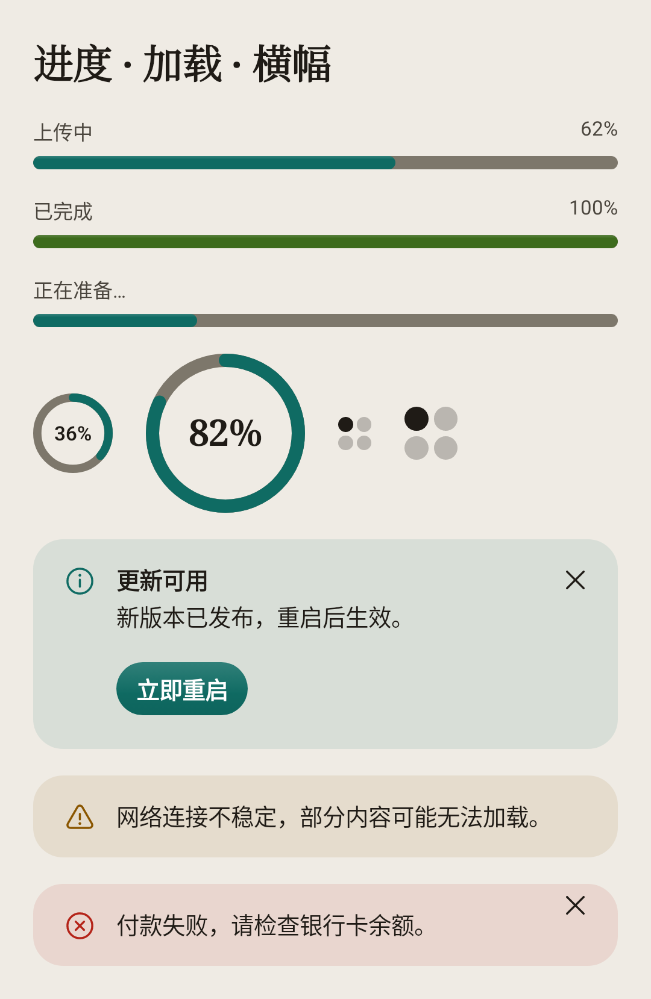 进度 · 加载 · 横幅
上传中 62%
已完成 100%
正在准备…
36%
82%
更新可用
新版本已发布，重启后生效。
立即重启
网络连接不稳定，部分内容可能无法加载。
付款失败，请检查银行卡余额。